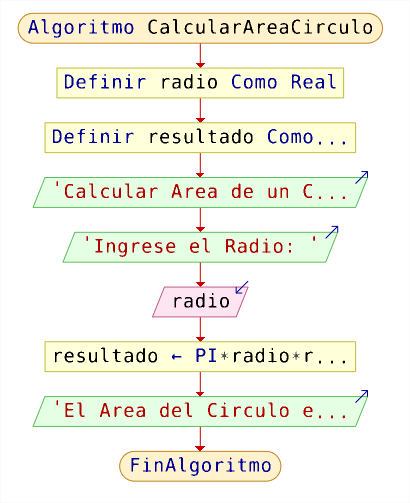 Algoritmo CalcularAreaCirculo
Definir radio Como Real
Definir resultado Como...
'Calcular Area de un C...
'Ingrese el Radio: '
radio
resultado ← PI*radio*r...
'El Area del Circulo e...
FinAlgoritmo